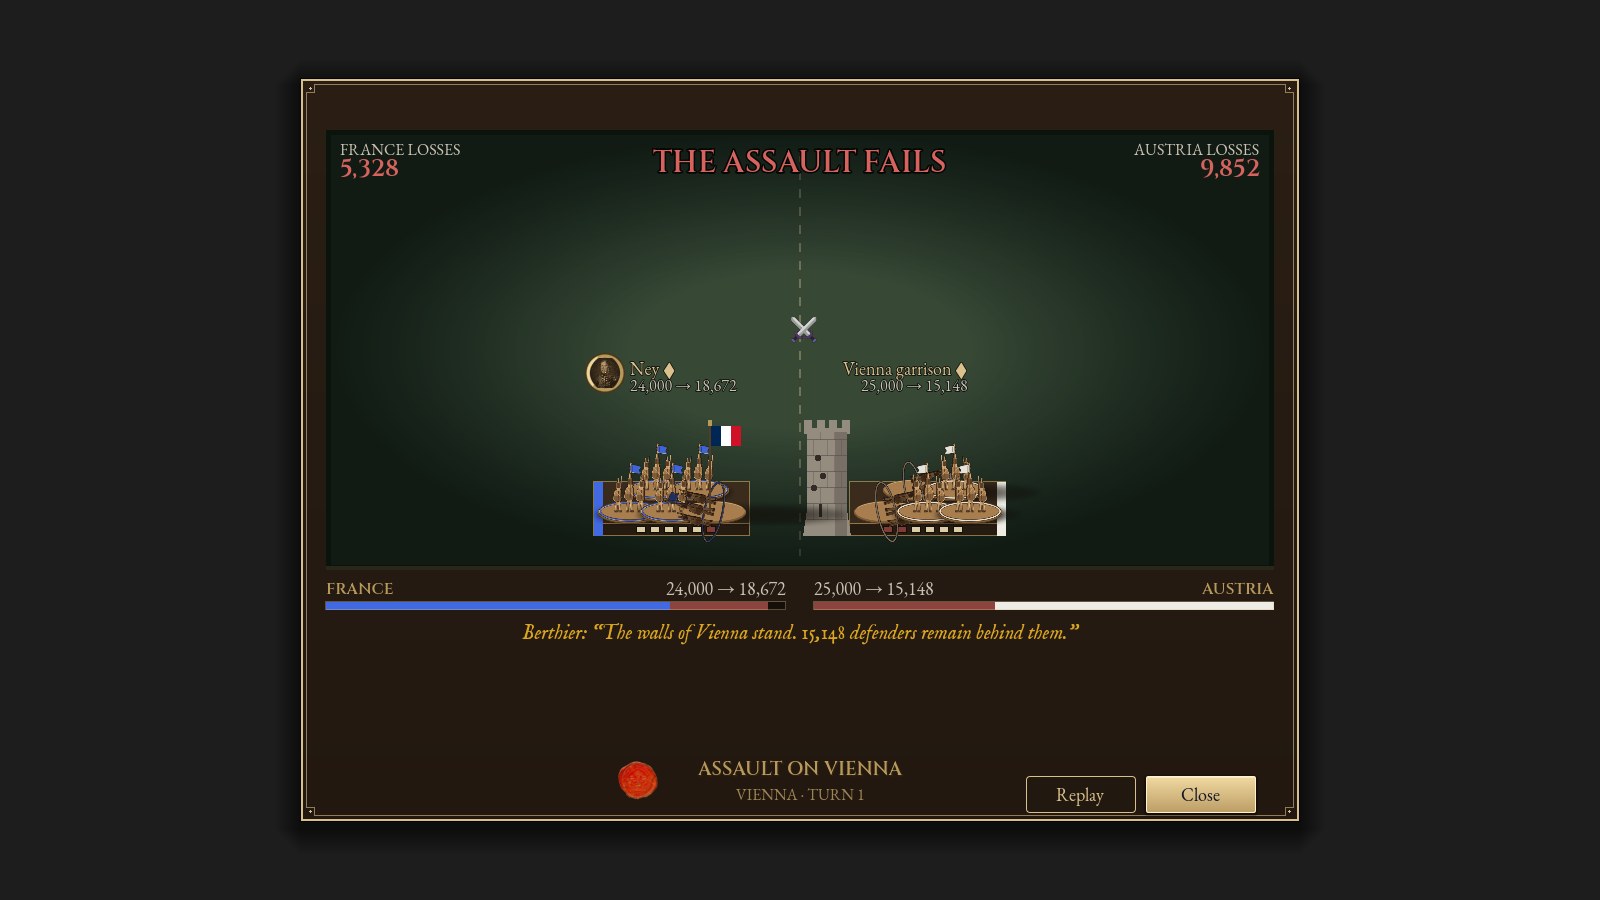 FRANCE LOSSES
5,328
THE ASSAULT FAILS
AUSTRIA LOSSES
9,852
Ney
24,000 → 18,672
Vienna garrison
25,000 → 15,148
FRANCE
24,000 → 18,672
25,000 → 15,148
AUSTRIA
Berthier: “The walls of Vienna stand. 15,148 defenders remain behind them.”
ASSAULT ON VIENNA
VIENNA · TURN 1
Replay
Close